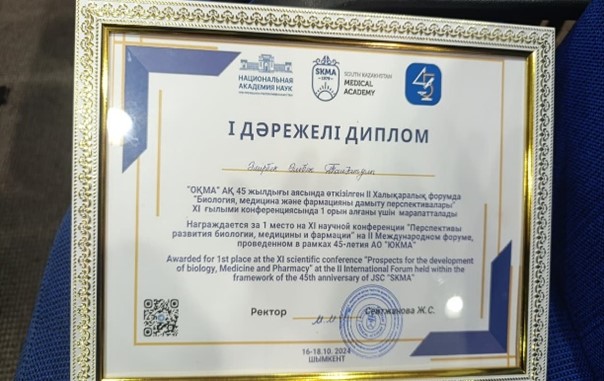 НАЦИОНАЛЬНАЯ
АКАДЕМИЯ НАУК
SKMA
1979
SOUTH KAZAKHSTAN
MEDICAL
ACADEMY
45
І ДӘРЕЖЕЛІ ДИПЛОМ
"ОҚМА" АҚ 45 жылдығы аясында өткізілген ІІ Халықаралық форумда
"Биология, медицина және фармацияны дамыту перспективалары"
XI ғылыми конференциясында 1 орын алғаны үшін марапатталады
Награждается за 1 место на XI научной конференции "Перспективы
развития биологии, медицины и фармации" на II Международном форуме,
проведенном в рамках 45-летия АО "ЮКМА"
Awarded for 1st place at the XI scientific conference "Prospects for the development
of biology, Medicine and Pharmacy" at the II International Forum held within the
framework of the 45th anniversary of JSC "SKMA"
Ректор Сейтжанова Ж.С.
16-18.10. 2024
ШЫМКЕНТ